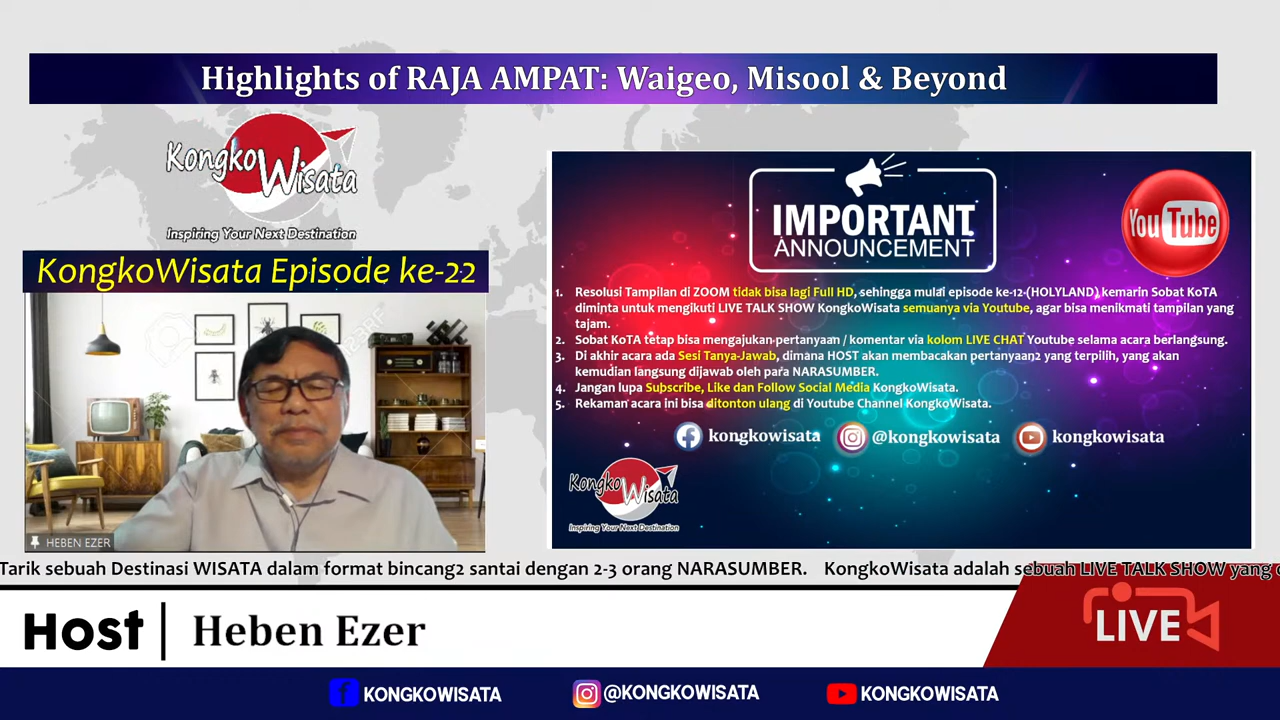 Highlights of RAJA AMPAT: Waigeo, Misool & Beyond
KongkoWisata
Inspiring Your Next Destination
KongkoWisata Episode ke-22
HEBEN EZER
IMPORTANT
ANNOUNCEMENT
YouTube
1. Resolusi Tampilan di ZOOM tidak bisa lagi Full HD, sehingga mulai episode ke-12-(HOLYLAND) kemarin Sobat KoTA
diminta untuk mengikuti LIVE TALK SHOW KongkoWisata semuanya via Youtube, agar bisa menikmati tampilan yang
tajam.
2. Sobat KoTA tetap bisa mengajukan pertanyaan / komentar via kolom LIVE CHAT Youtube selama acara berlangsung.
3. Di akhir acara ada Sesi Tanya-Jawab, dimana HOST akan membacakan pertanyaan2 yang terpilih, yang akan
kemudian langsung dijawab oleh para NARASUMBER.
4. Jangan lupa Subscribe, Like dan Follow Social Media KongkoWisata.
5. Rekaman acara ini bisa ditonton ulang di Youtube Channel KongkoWisata.
kongkowisata @kongkowisata kongkowisata
KongkoWisata
Inspiring Your Next Destination
Tarik sebuah Destinasi WISATA dalam format bincang2 santai dengan 2-3 orang NARASUMBER. KongkoWisata adalah sebuah LIVE TALK SHOW yang
Host Heben Ezer
LIVE
KONGKOWISATA @KONGKOWISATA KONGKOWISATA